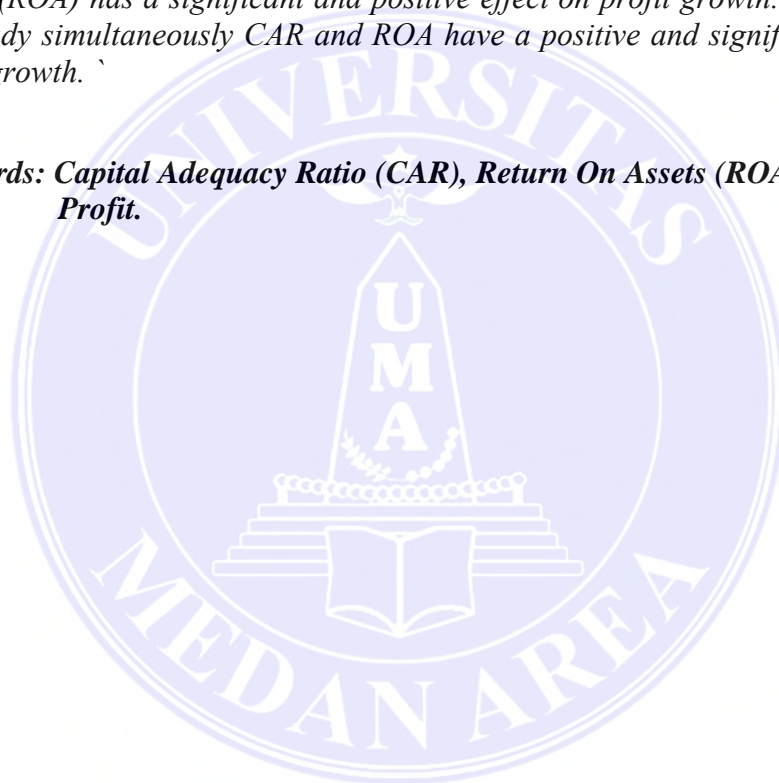 (ROA) has a significant and positive effect on profit growth.
dy simultaneously CAR and ROA have a positive and signif
growth. `
rds: Capital Adequacy Ratio (CAR), Return On Assets (ROA
Profit.
UNIVERSITAS
U
M
A
MEDAN AREA